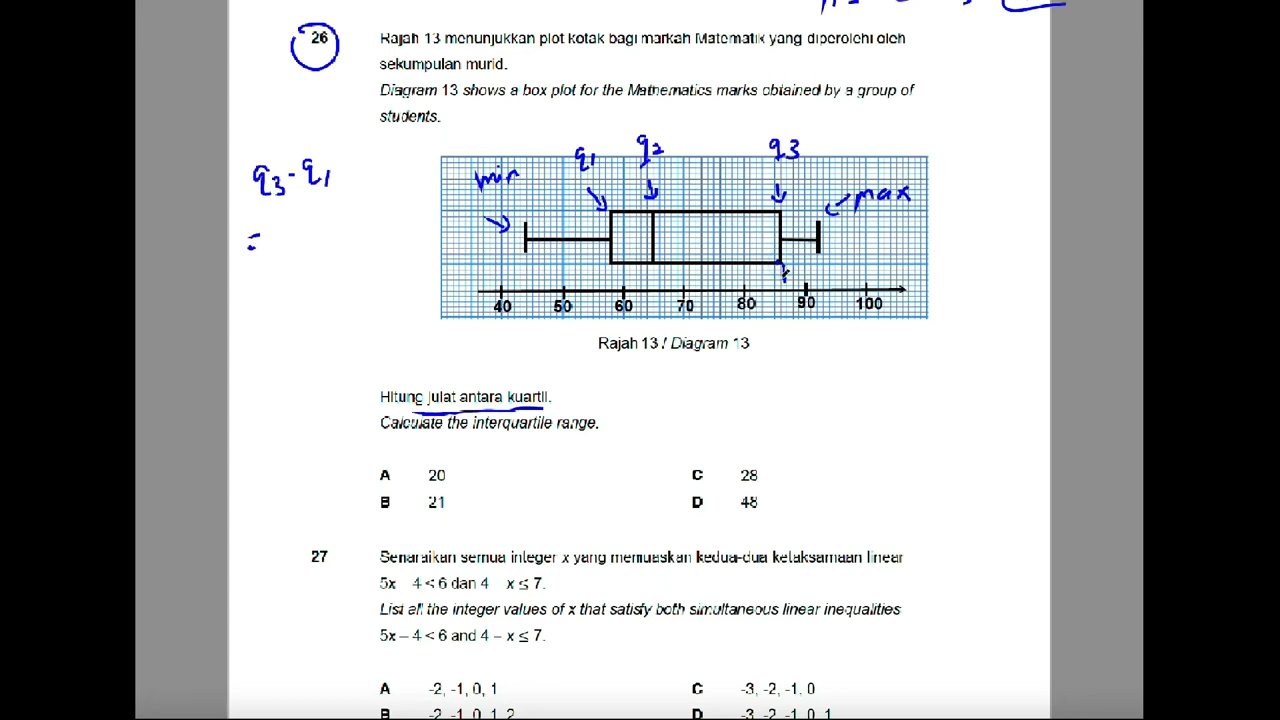 26 Rajah 13 menunjukkan plot kotak bagi markah Matematik yang diperolehi oleh
sekumpulan murid.
Diagram 13 shows a box plot for the Mathematics marks obtained by a group of
students.
q1 q2 q3
q3 - q1 min max
=
40 50 60 70 80 90 100
Rajah 13 / Diagram 13
Hitung julat antara kuartil.
Calculate the interquartile range.
A 20 C 28
B 21 D 48
27 Senaraikan semua integer x yang memuaskan kedua-dua ketaksamaan linear
5x 4 < 6 dan 4 x ≤ 7.
List all the integer values of x that satisfy both simultaneous linear inequalities
5x – 4 < 6 and 4 – x ≤ 7.
A -2, -1, 0, 1 C -3, -2, -1, 0
B -2, -1, 0, 1, 2 D -3, -2, -1, 0, 1